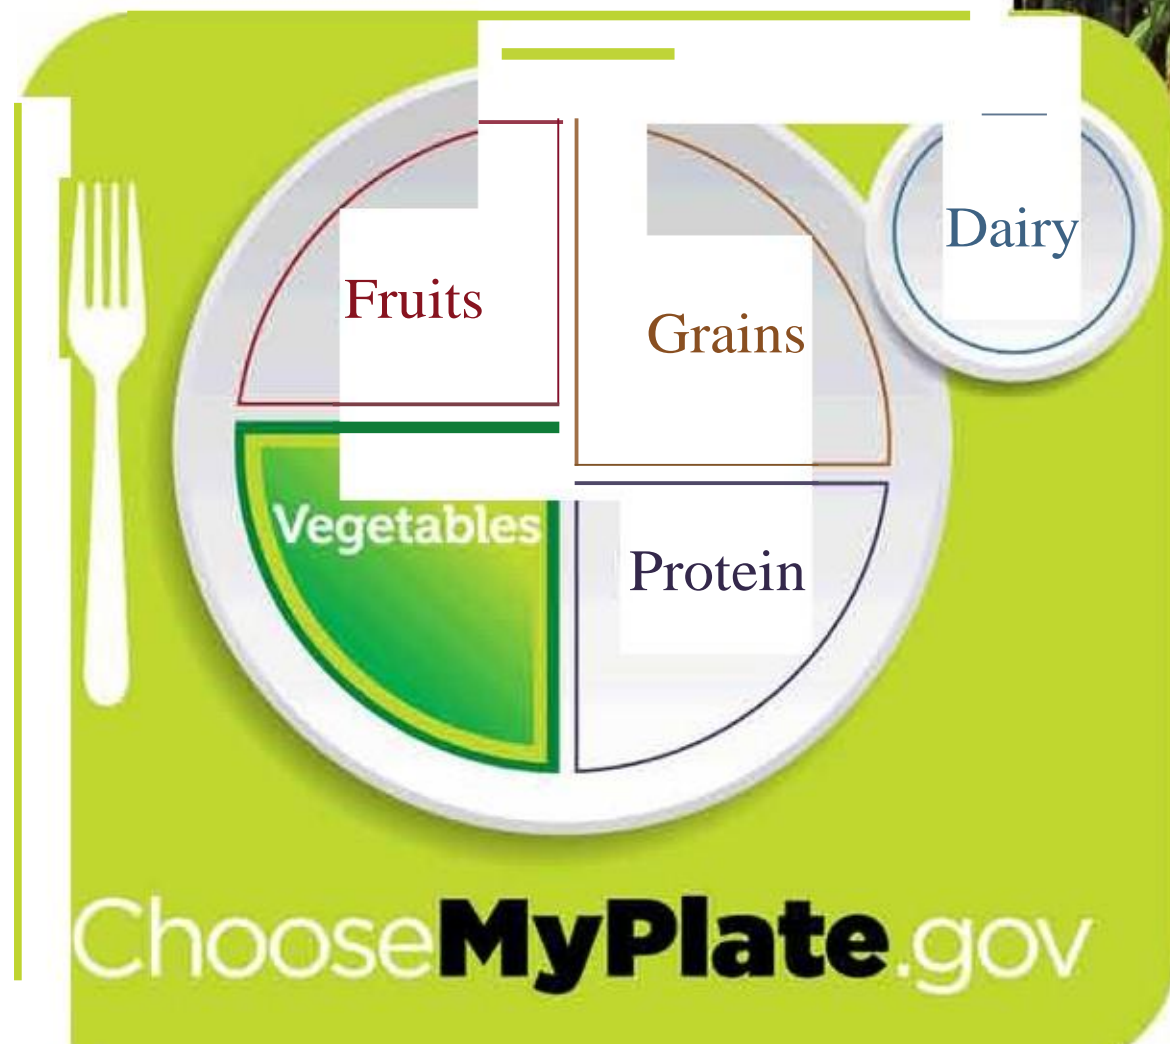 Dairy
Fruits
Grains
Vegetables
Protein
ChooseMyPlate.gov